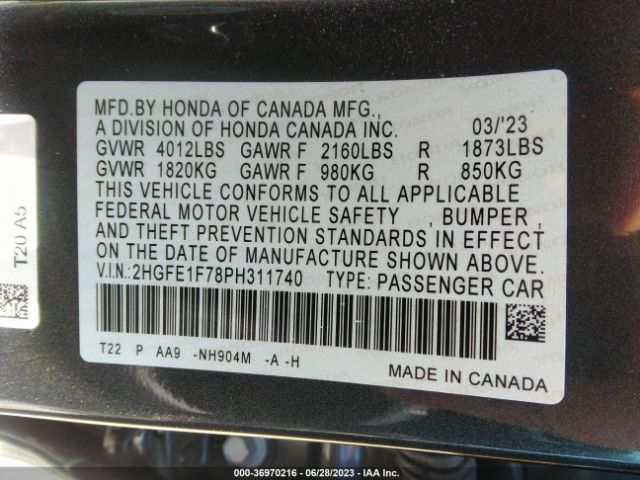 MFD.BY HONDA OF CANADA MFG.,
A DIVISION OF HONDA CANADA INC. 03/'23
GVWR 4012LBS GAWR F 2160LBS R 1873LBS
GVWR 1820KG GAWR F 980KG R 850KG
THIS VEHICLE CONFORMS TO ALL APPLICABLE
FEDERAL MOTOR VEHICLE SAFETY , BUMPER ,
AND THEFT PREVENTION STANDARDS IN EFFECT
ON THE DATE OF MANUFACTURE SHOWN ABOVE.
V.I.N.:2HGFE1F78PH311740 TYPE: PASSENGER CAR
T22 P AA9 -NH904M -A -H
MADE IN CANADA
T20 A5
000-36970216 - 06/28/2023 - IAA Inc.